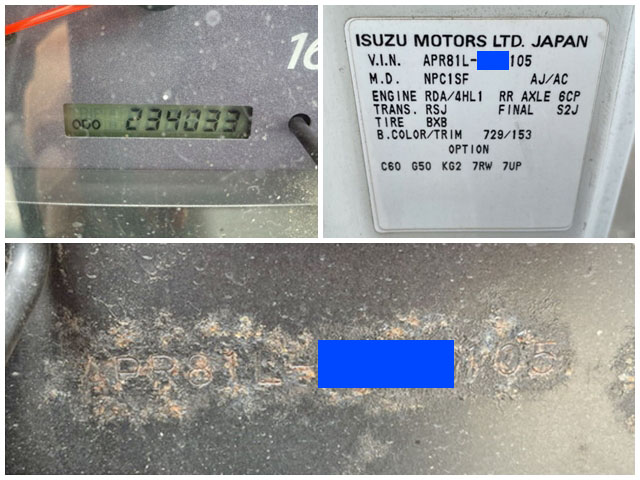 16
ODO 234033
ISUZU MOTORS LTD. JAPAN
V.I.N. APR81L- 105
M.D. NPC1SF AJ/AC
ENGINE RDA/4HL1 RR AXLE 6CP
TRANS. RSJ FINAL S2J
TIRE BXB
B.COLOR/TRIM 729/153
OPTION
C60 G50 KG2 7RW 7UP
APR81L- 105